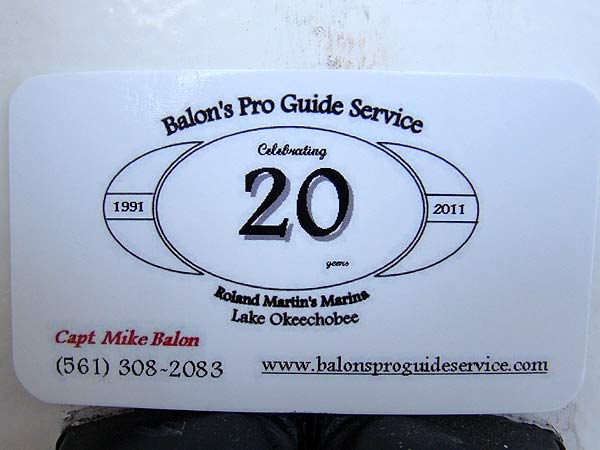 Balon's Pro Guide Service
Celebrating
20
years
1991
2011
Roland Martin's Marina
Lake Okeechobee
Capt. Mike Balon
(561) 308-2083
www.balonsproguideservice.com